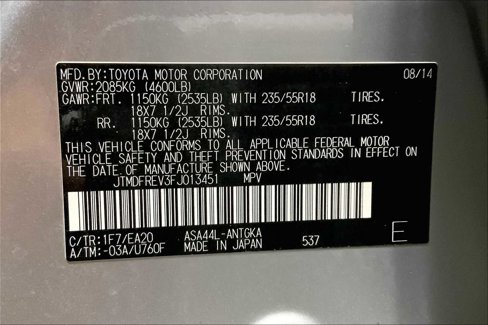 MFD.BY:TOYOTA MOTOR CORPORATION 08/14
GVWR:2085KG (4600LB)
GAWR:FRT. 1150KG (2535LB) WITH 235/55R18 TIRES.
18X7 1/2J RIMS.
RR. 1150KG (2535LB) WITH 235/55R18 TIRES.
18X7 1/2J RIMS.
THIS VEHICLE CONFORMS TO ALL APPLICABLE FEDERAL MOTOR
VEHICLE SAFETY AND THEFT PREVENTION STANDARDS IN EFFECT ON
THE DATE OF MANUFACTURE SHOWN ABOVE.
JTMDFREV3FJ013451 MPV
C/TR:1F7/EA20 ASA44L-ANTGKA
A/TM:-03A/U760F MADE IN JAPAN 537 E